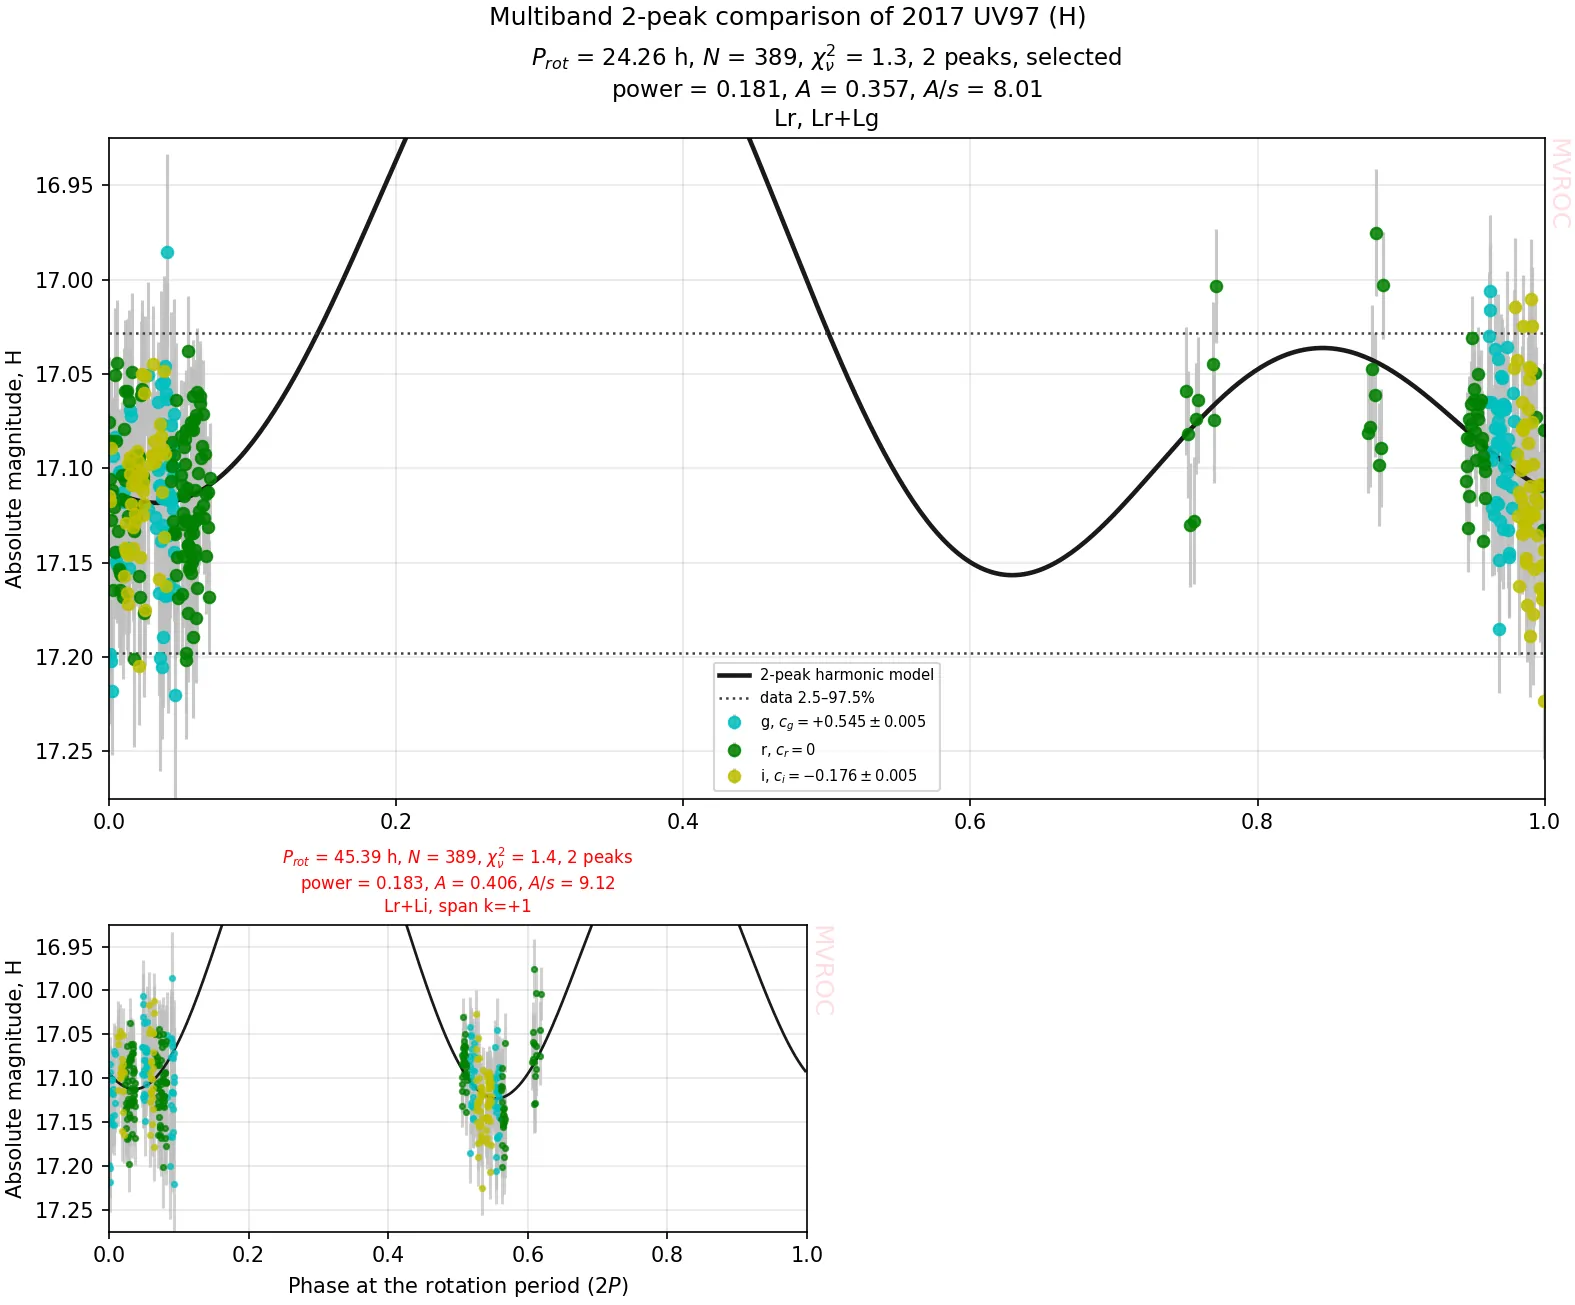 Multiband 2-peak comparison of 2017 UV97 (H)
P_rot = 24.26 h, N = 389, χ²_ν = 1.3, 2 peaks, selected
power = 0.181, A = 0.357, A/s = 8.01
Lr, Lr+Lg
16.95
17.00
17.05
17.10
17.15
17.20
17.25
Absolute magnitude, H
MVROC
2-peak harmonic model
data 2.5–97.5%
g, c_g = +0.545 ± 0.005
r, c_r = 0
i, c_i = −0.176 ± 0.005
0.0 0.2 0.4 0.6 0.8 1.0
P_rot = 45.39 h, N = 389, χ²_ν = 1.4, 2 peaks
power = 0.183, A = 0.406, A/s = 9.12
Lr+Li, span k=+1
16.95
17.00
17.05
17.10
17.15
17.20
17.25
Absolute magnitude, H
MVROC
0.0 0.2 0.4 0.6 0.8 1.0
Phase at the rotation period (2P)